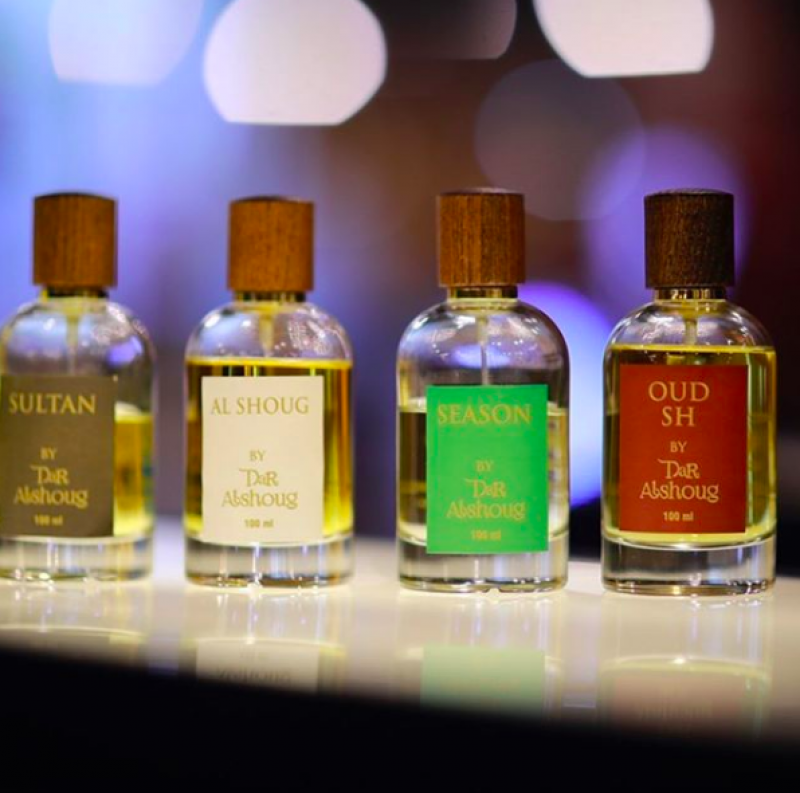 SULTAN
BY
DaR
Alshoug
100 ml
AL SHOUG
BY
DaR
Alshoug
100 ml
SEASON
BY
DaR
Alshoug
100 ml
OUD
SH
BY
DaR
Alshoug
100 ml